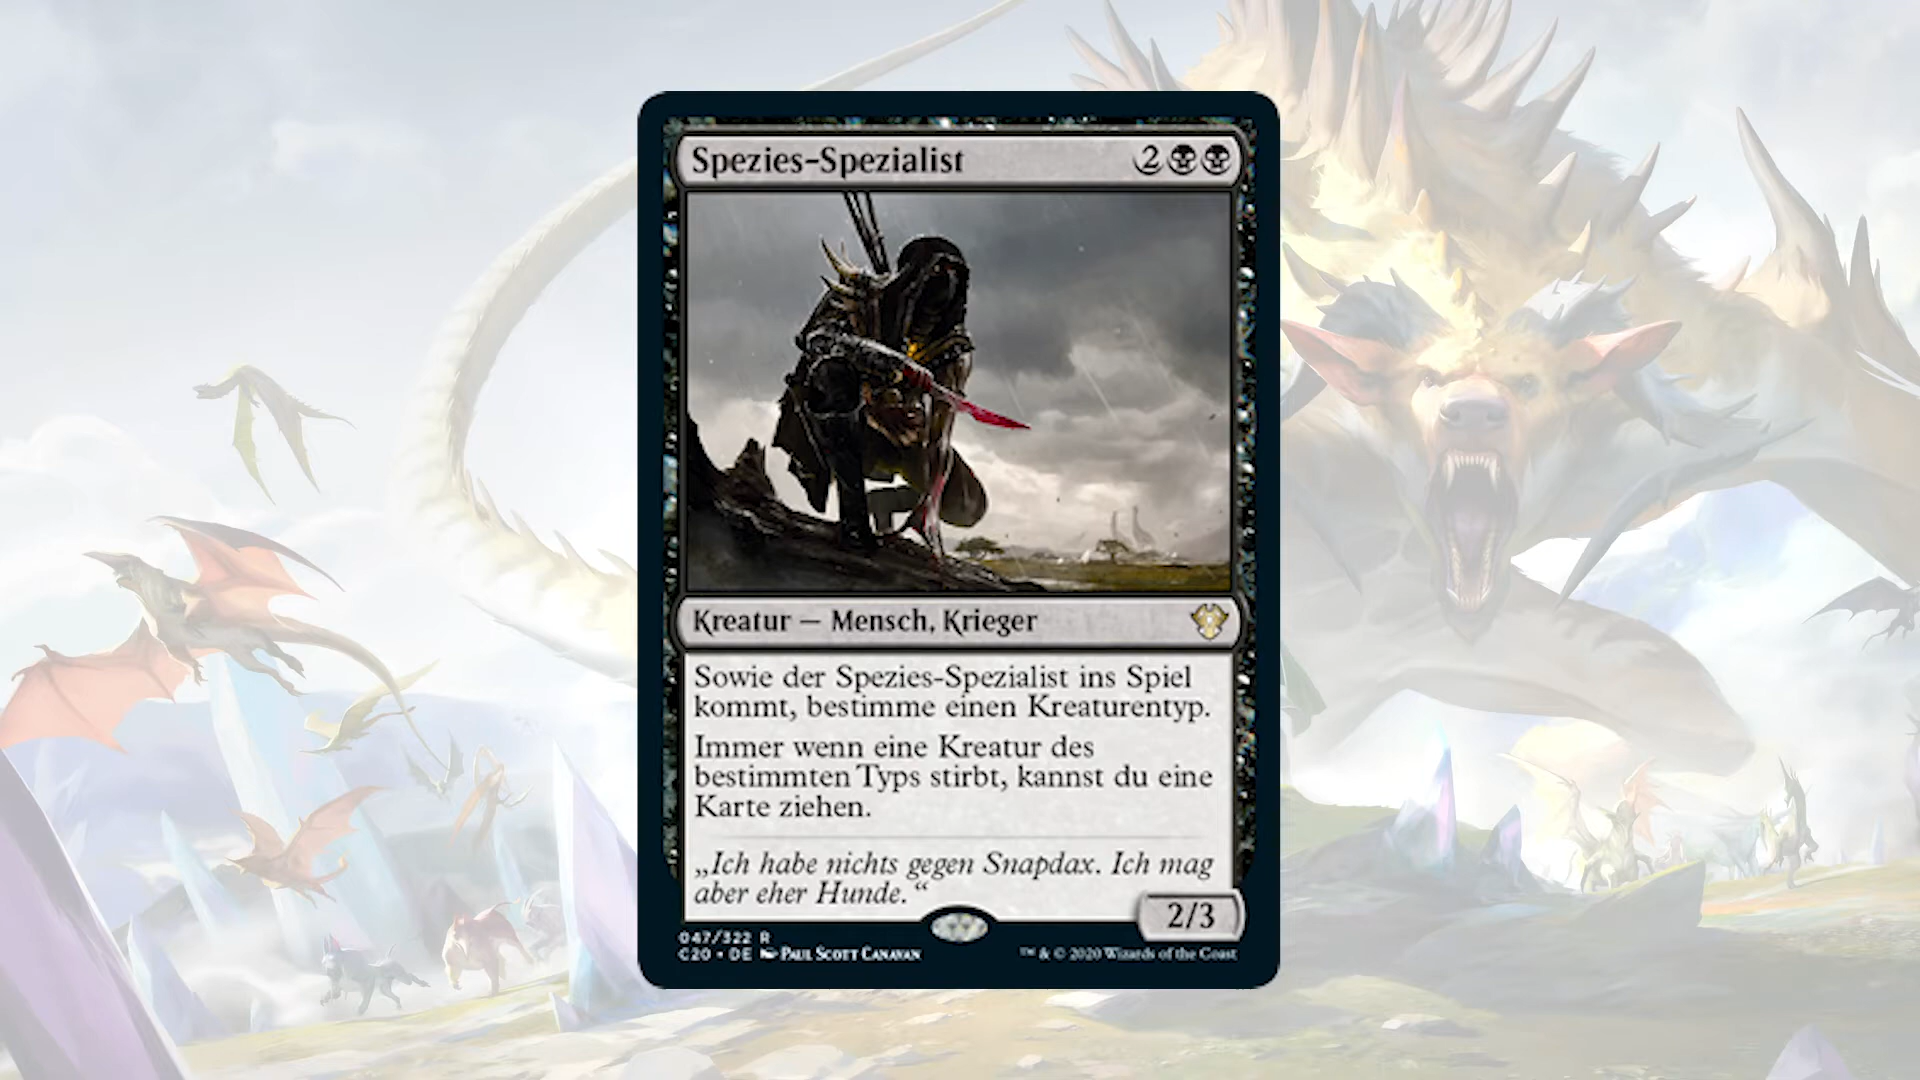 Spezies-Spezialist 2
Kreatur — Mensch, Krieger
Sowie der Spezies-Spezialist ins Spiel
kommt, bestimme einen Kreaturentyp.
Immer wenn eine Kreatur des
bestimmten Typs stirbt, kannst du eine
Karte ziehen.
„Ich habe nichts gegen Snapdax. Ich mag
aber eher Hunde.“
2/3
047/322 R
C20 • DE Paul Scott Canavan
™ & © 2020 Wizards of the Coast